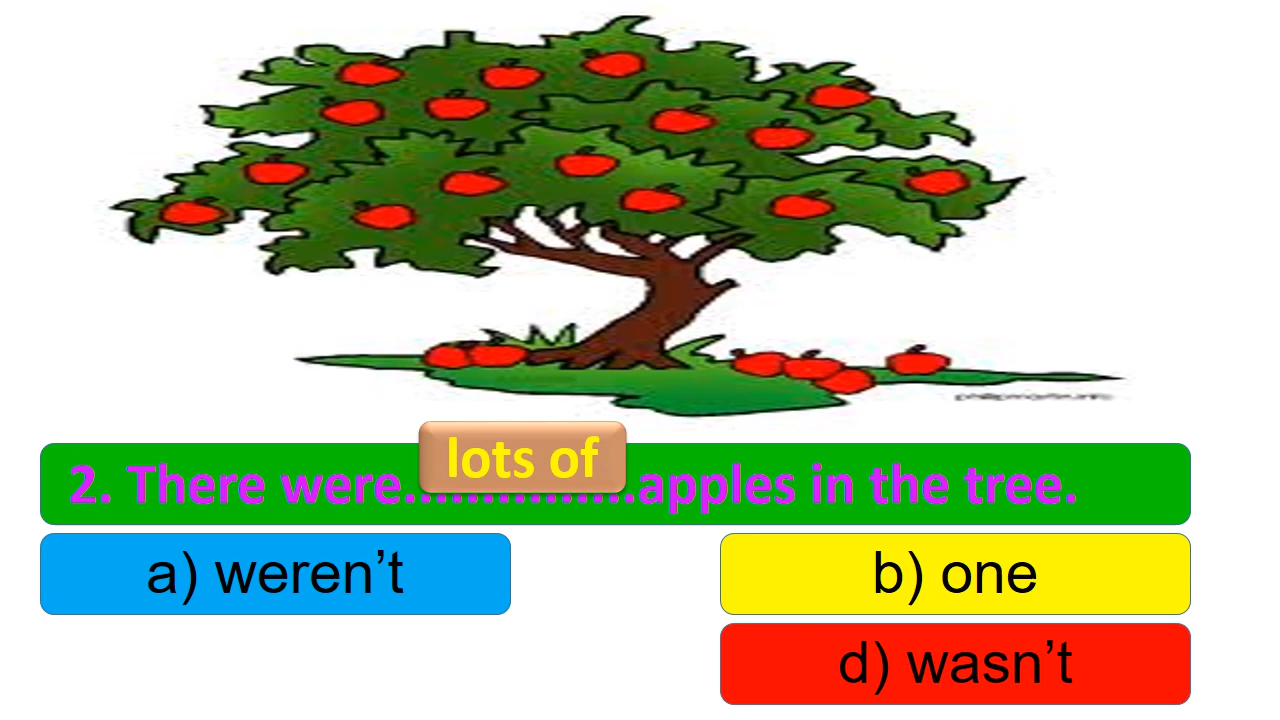 lots of
2. There were..................apples in the tree.
a) weren’t
b) one
d) wasn’t